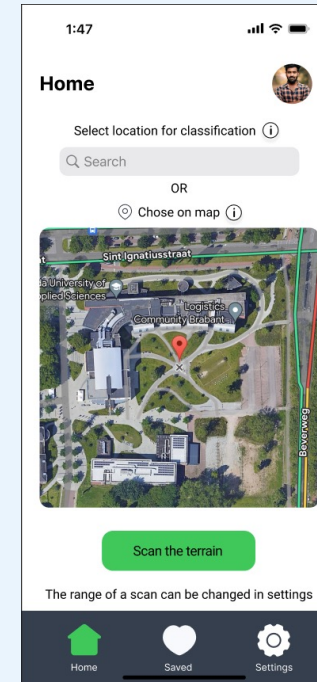 1:47
Home
Select location for classification i
Search
OR
Chose on map i
Sint Ignatiusstraat
University of
plied Sciences
Logistics
Community Brabant
Beverweg
Scan the terrain
The range of a scan can be changed in settings
Home Saved Settings